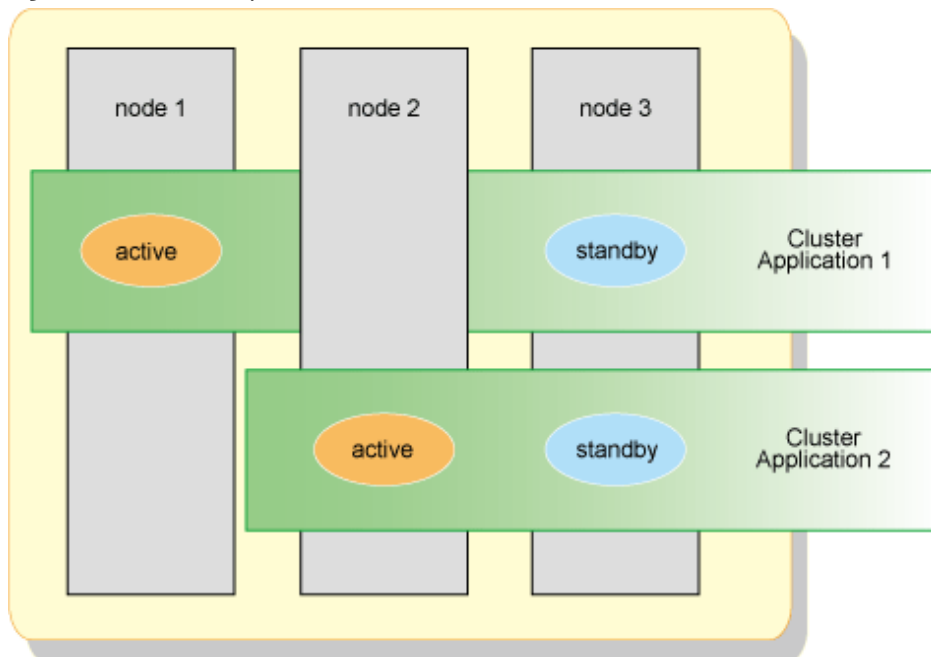 node 1
node 2
node 3
active
standby
Cluster
Application 1
active
standby
Cluster
Application 2